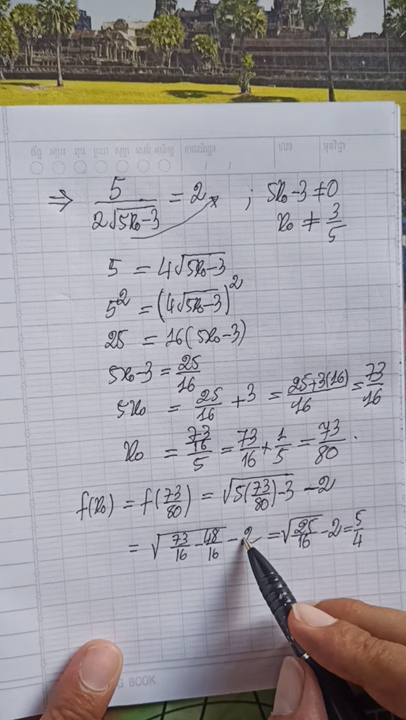 ⇒ 5/(2√(5x₀-3)) = 2 ; 5x₀-3 ≠ 0
x₀ ≠ 3/5
5 = 4√(5x₀-3)
5² = (4√(5x₀-3))²
25 = 16(5x₀-3)
5x₀-3 = 25/16
5x₀ = 25/16 + 3 = (25+3(16))/16 = 73/16
x₀ = (73/16)/5 = 73/16 + 1/5 = 73/80 .
f(x₀) = f(73/80) = √(5(73/80)-3) - 2
= √(73/16 - 48/16) - 2 = √(25/16) - 2 = 5/4
BOOK